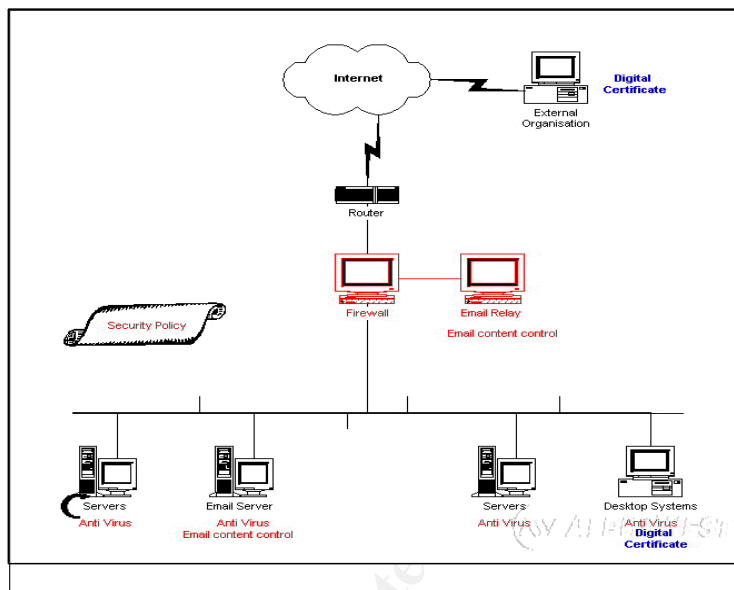 Internet
Digital
Certificate
External
Organisation
Router
Firewall
Email Relay
Email content control
Security Policy
Servers
Anti Virus
Email Server
Anti Virus
Email content control
Servers
Anti Virus
Desktop Systems
Anti Virus
Digital
Certificate